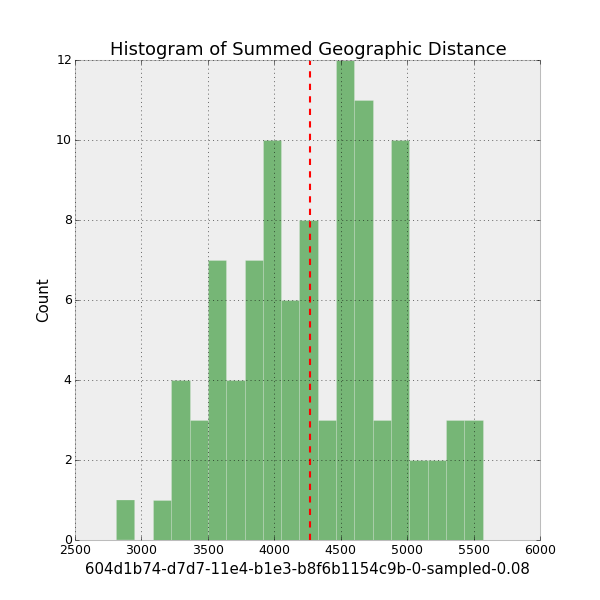 Histogram of Summed Geographic Distance
12
10
8
6
4
2
0
Count
2500 3000 3500 4000 4500 5000 5500 6000
604d1b74-d7d7-11e4-b1e3-b8f6b1154c9b-0-sampled-0.08